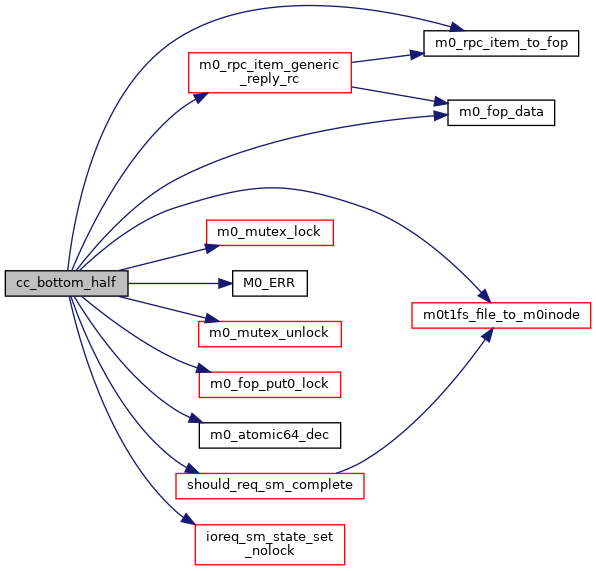 m0_rpc_item_to_fop
m0_rpc_item_generic
_reply_rc
m0_fop_data
m0_mutex_lock
cc_bottom_half
M0_ERR
m0t1fs_file_to_m0inode
m0_mutex_unlock
m0_fop_put0_lock
m0_atomic64_dec
should_req_sm_complete
ioreq_sm_state_set
_nolock